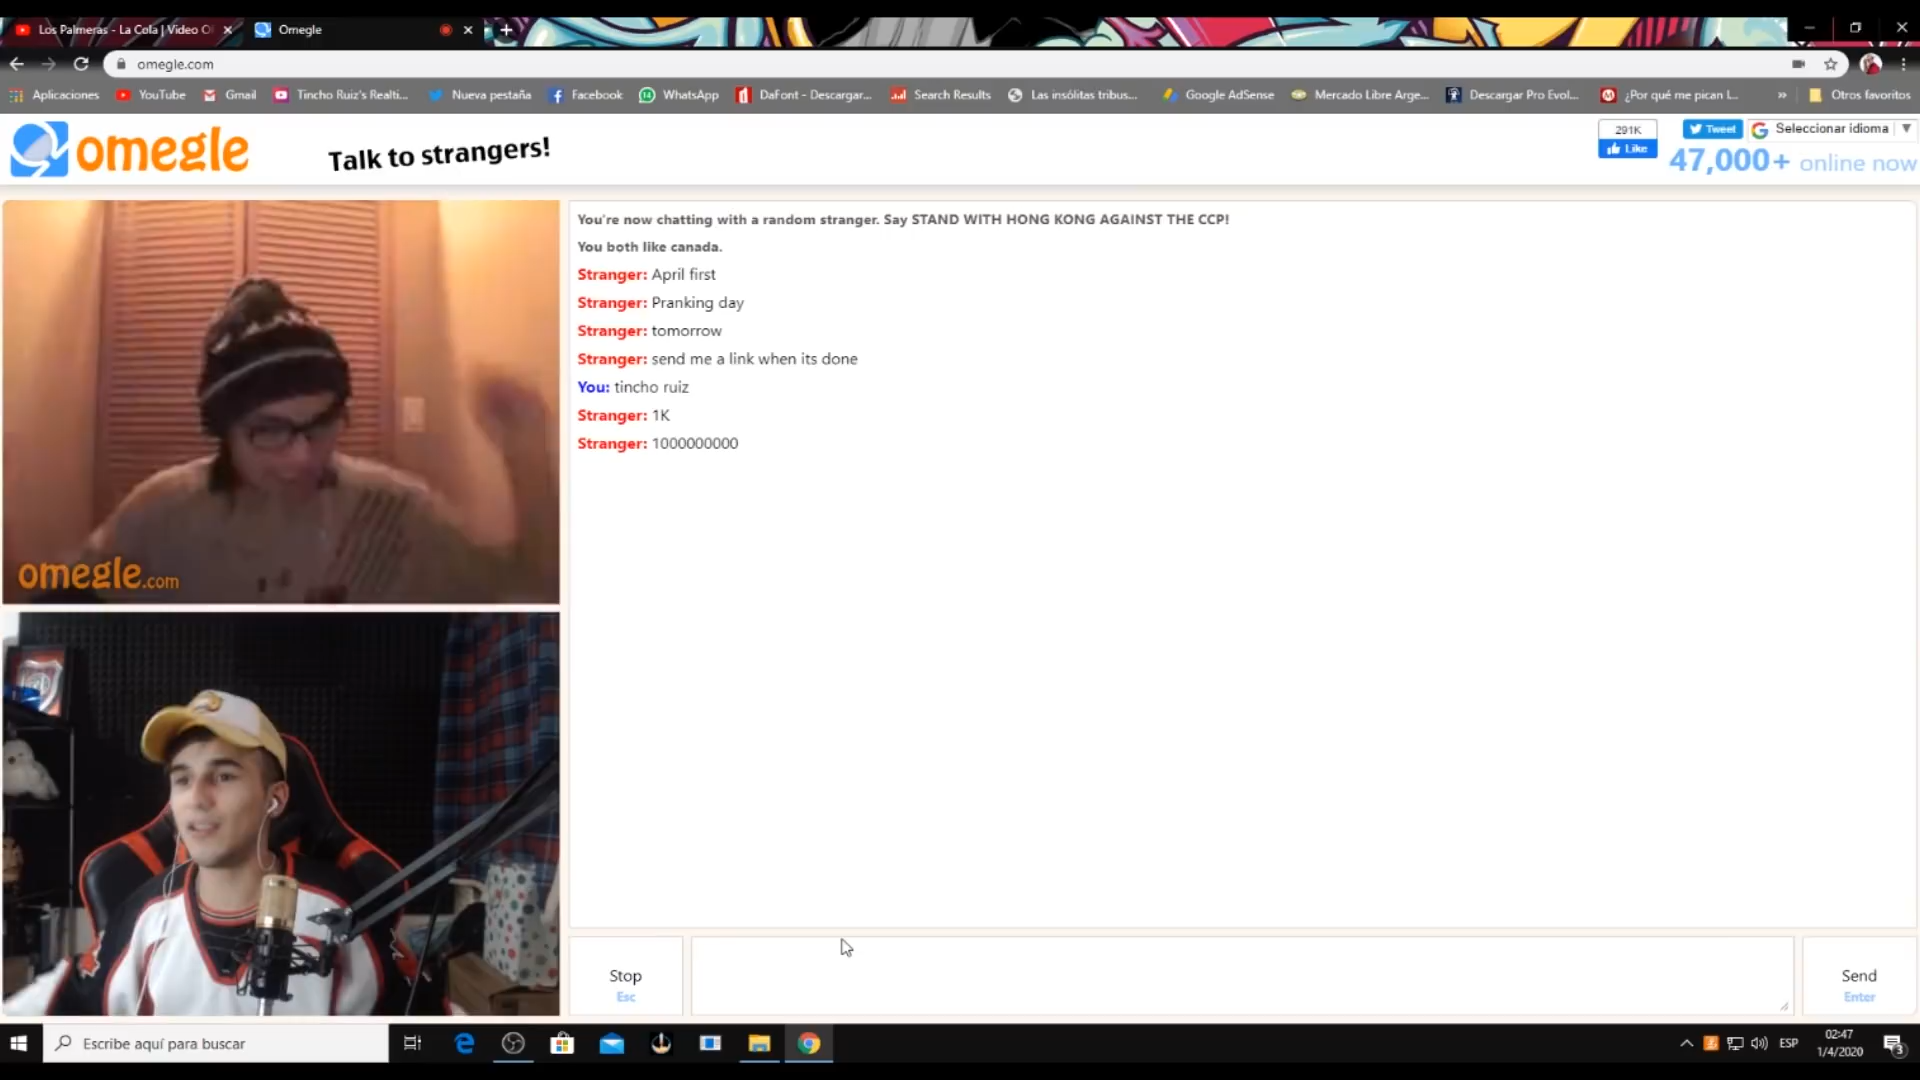 Los Palmeras - La Cola | Video O
Omegle
omegle.com
Aplicaciones
YouTube
Gmail
Tincho Ruiz's Realti...
Nueva pestaña
Facebook
WhatsApp
DaFont - Descargar...
Search Results
Las insólitas tribus...
Google AdSense
Mercado Libre Arge...
Descargar Pro Evol...
¿Por qué me pican l...
»
Otros favoritos
omegle
Talk to strangers!
291K
Like
Tweet
Seleccionar idioma
47,000+ online now
You're now chatting with a random stranger. Say STAND WITH HONG KONG AGAINST THE CCP!
You both like canada.
Stranger: April first
Stranger: Pranking day
Stranger: tomorrow
Stranger: send me a link when its done
You: tincho ruiz
Stranger: 1K
Stranger: 1000000000
omegle.com
Stop
Esc
Send
Enter
Escribe aquí para buscar
ESP
02:47
1/4/2020
3